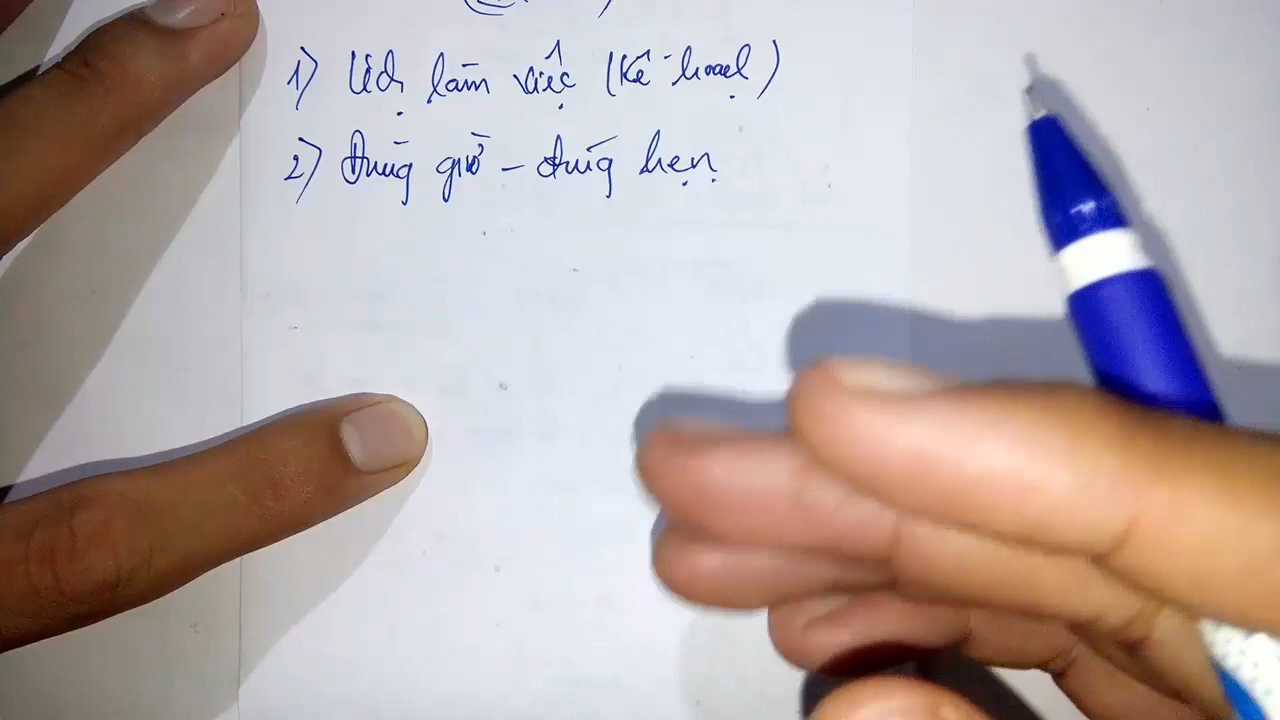 1) Lịch làm việc (kế hoạch)
2) Đúng giờ - đúng hẹn